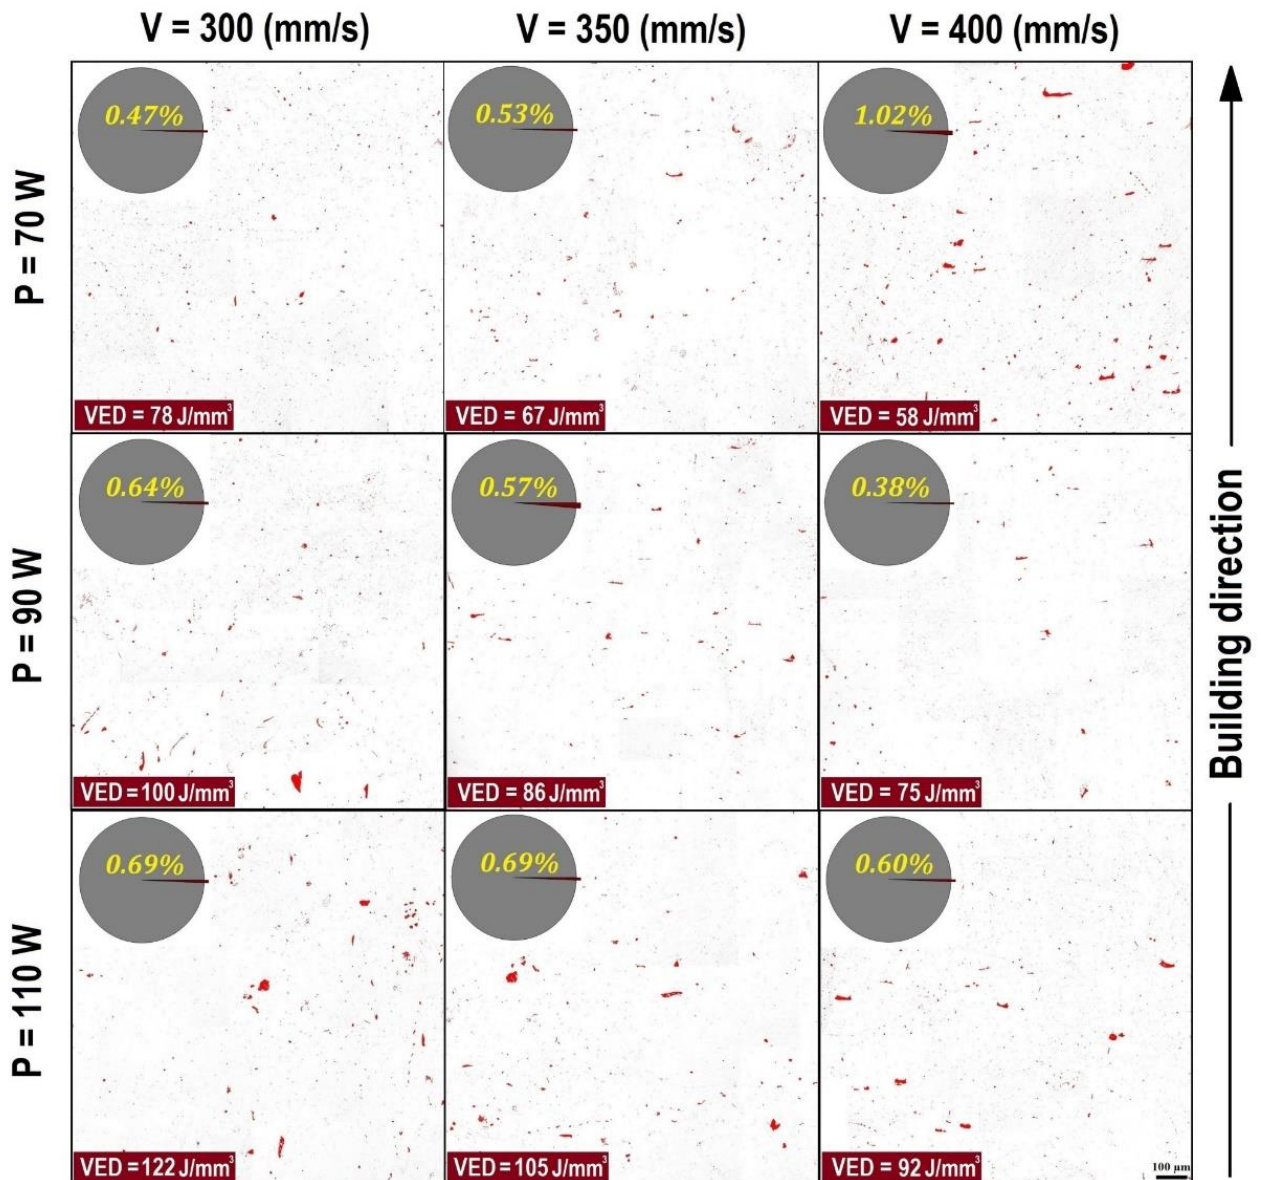 V = 300 (mm/s) V = 350 (mm/s) V = 400 (mm/s)
P = 70 W
0.47% 0.53% 1.02%
VED = 78 J/mm³ VED = 67 J/mm³ VED = 58 J/mm³
P = 90 W
0.64% 0.57% 0.38%
VED =100 J/mm³ VED = 86 J/mm³ VED = 75 J/mm³
P = 110 W
0.69% 0.69% 0.60%
VED =122 J/mm³ VED = 105 J/mm³ VED = 92 J/mm³
100 µm
Building direction